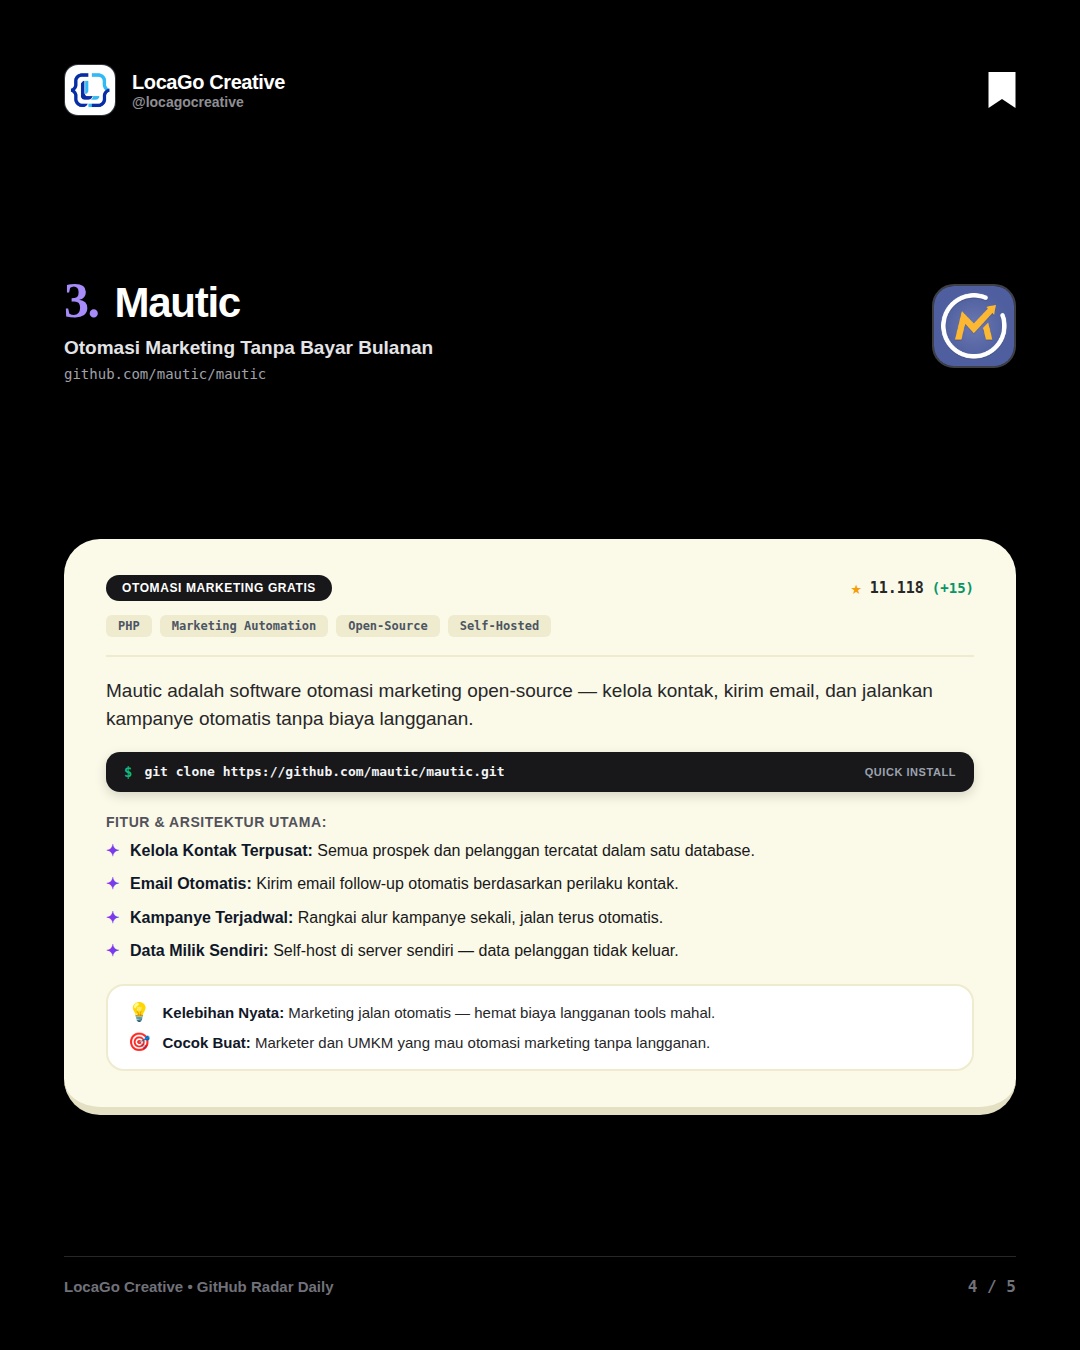 LocaGo Creative
@locagocreative
3. Mautic
Otomasi Marketing Tanpa Bayar Bulanan
github.com/mautic/mautic
OTOMASI MARKETING GRATIS
★ 11.118 (+15)
PHP Marketing Automation Open-Source Self-Hosted
Mautic adalah software otomasi marketing open-source — kelola kontak, kirim email, dan jalankan
kampanye otomatis tanpa biaya langganan.
$ git clone https://github.com/mautic/mautic.git
QUICK INSTALL
FITUR & ARSITEKTUR UTAMA:
✦ Kelola Kontak Terpusat: Semua prospek dan pelanggan tercatat dalam satu database.
✦ Email Otomatis: Kirim email follow-up otomatis berdasarkan perilaku kontak.
✦ Kampanye Terjadwal: Rangkai alur kampanye sekali, jalan terus otomatis.
✦ Data Milik Sendiri: Self-host di server sendiri — data pelanggan tidak keluar.
💡 Kelebihan Nyata: Marketing jalan otomatis — hemat biaya langganan tools mahal.
🎯 Cocok Buat: Marketer dan UMKM yang mau otomasi marketing tanpa langganan.
LocaGo Creative • GitHub Radar Daily
4 / 5